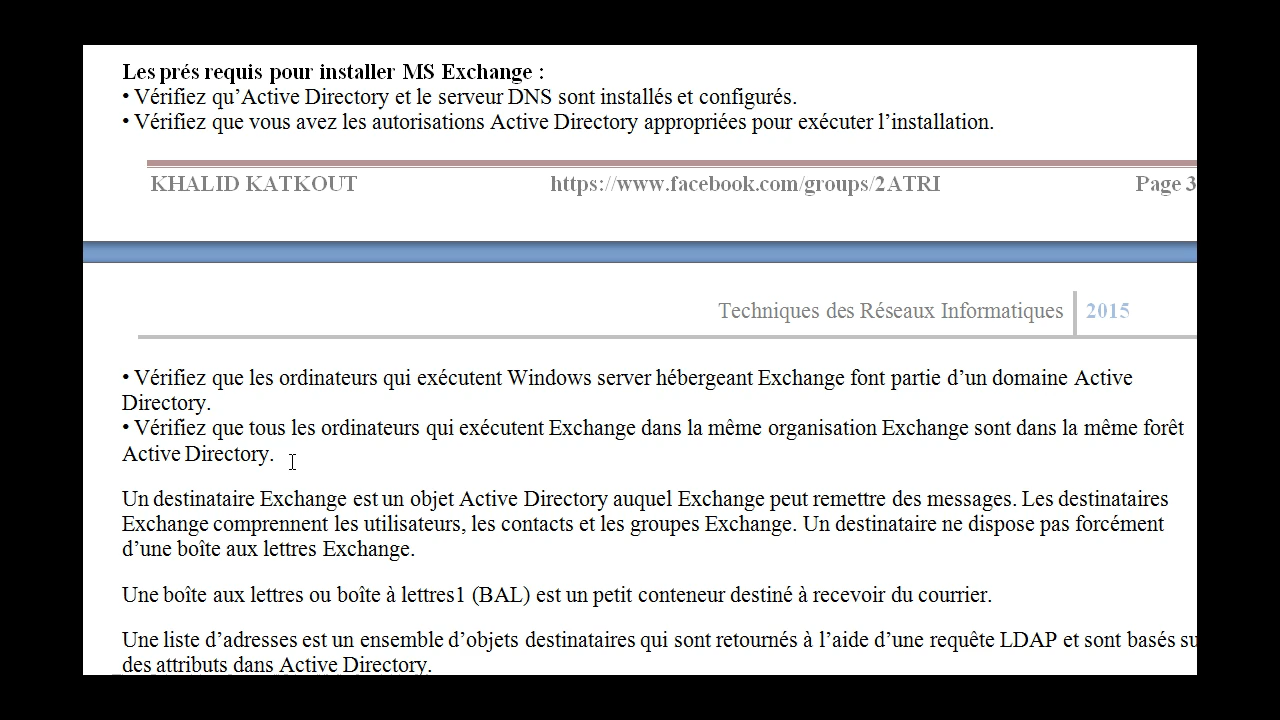 Les prés requis pour installer MS Exchange :
• Vérifiez qu’Active Directory et le serveur DNS sont installés et configurés.
• Vérifiez que vous avez les autorisations Active Directory appropriées pour exécuter l’installation.
KHALID KATKOUT https://www.facebook.com/groups/2ATRI Page 3
Techniques des Réseaux Informatiques 2015
• Vérifiez que les ordinateurs qui exécutent Windows server hébergeant Exchange font partie d’un domaine Active
Directory.
• Vérifiez que tous les ordinateurs qui exécutent Exchange dans la même organisation Exchange sont dans la même forêt
Active Directory.
Un destinataire Exchange est un objet Active Directory auquel Exchange peut remettre des messages. Les destinataires
Exchange comprennent les utilisateurs, les contacts et les groupes Exchange. Un destinataire ne dispose pas forcément
d’une boîte aux lettres Exchange.
Une boîte aux lettres ou boîte à lettres1 (BAL) est un petit conteneur destiné à recevoir du courrier.
Une liste d’adresses est un ensemble d’objets destinataires qui sont retournés à l’aide d’une requête LDAP et sont basés su
des attributs dans Active Directory.